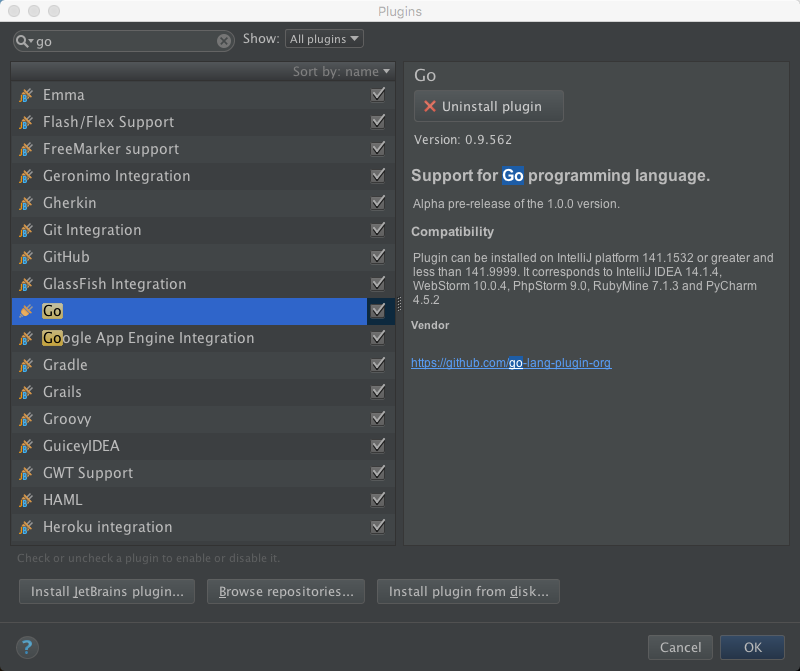 Plugins
go
Show: All plugins
Sort by: name
Emma
Flash/Flex Support
FreeMarker support
Geronimo Integration
Gherkin
Git Integration
GitHub
GlassFish Integration
Go
Google App Engine Integration
Gradle
Grails
Groovy
GuiceyIDEA
GWT Support
HAML
Heroku integration
Go
Uninstall plugin
Version: 0.9.562
Support for Go programming language.
Alpha pre-release of the 1.0.0 version.
Compatibility
Plugin can be installed on IntelliJ platform 141.1532 or greater and
less than 141.9999. It corresponds to IntelliJ IDEA 14.1.4,
WebStorm 10.0.4, PhpStorm 9.0, RubyMine 7.1.3 and PyCharm
4.5.2
Vendor
https://github.com/go-lang-plugin-org
Check or uncheck a plugin to enable or disable it.
Install JetBrains plugin... Browse repositories... Install plugin from disk...
? Cancel OK